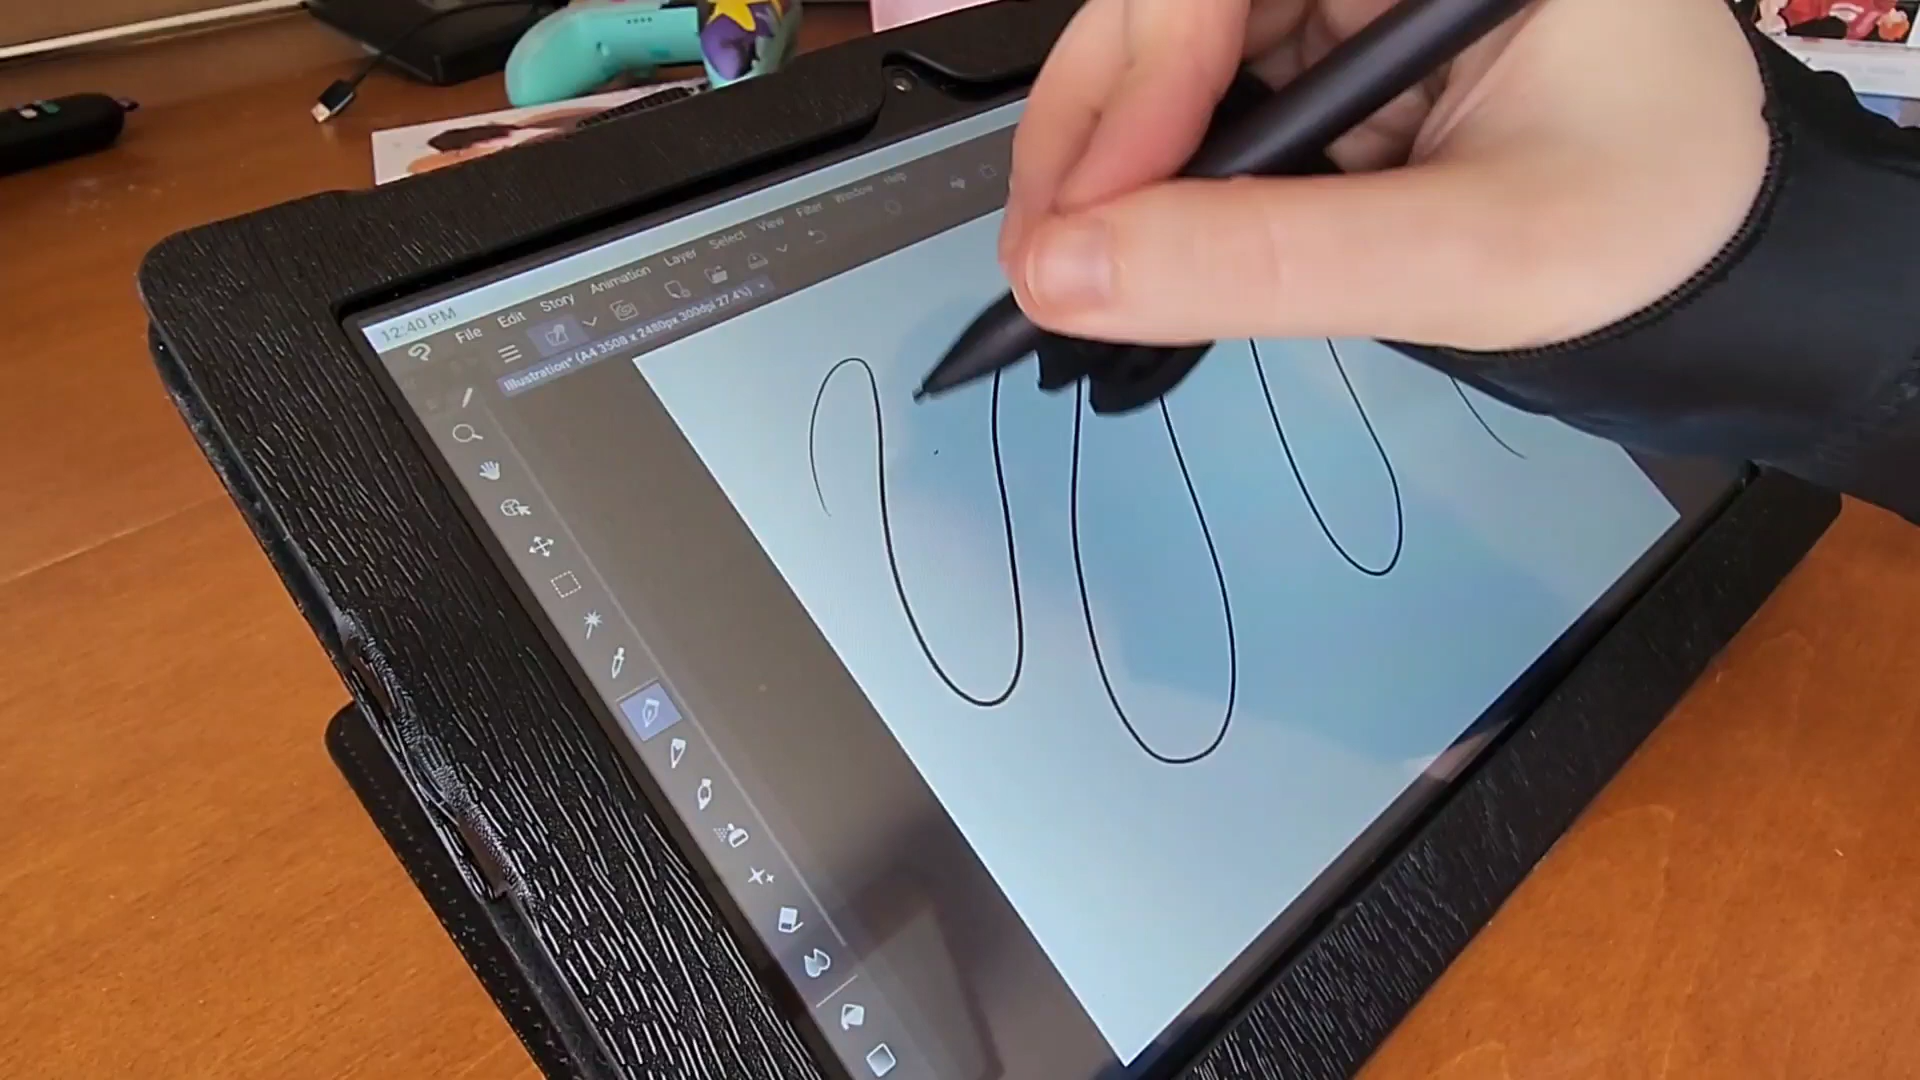 12:40 PM
File Edit Story Animation Layer Select View Filter Window Help
Illustration* (A4 3508 x 2480px 300dpi 27.4%)